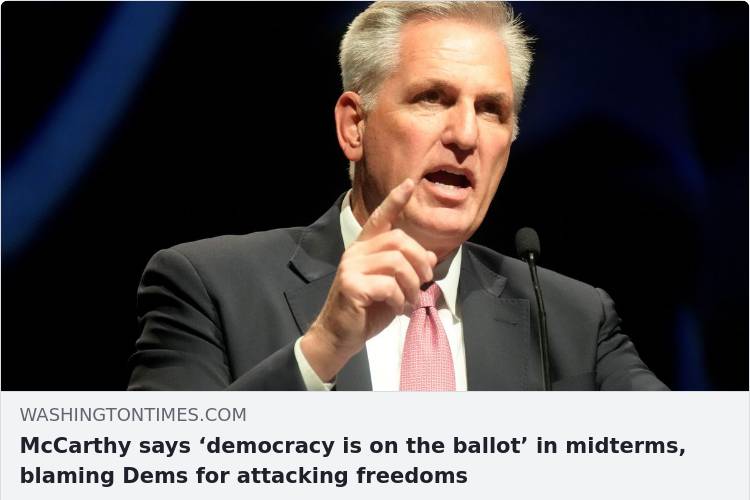 WASHINGTONTIMES.COM
McCarthy says ‘democracy is on the ballot’ in midterms,
blaming Dems for attacking freedoms